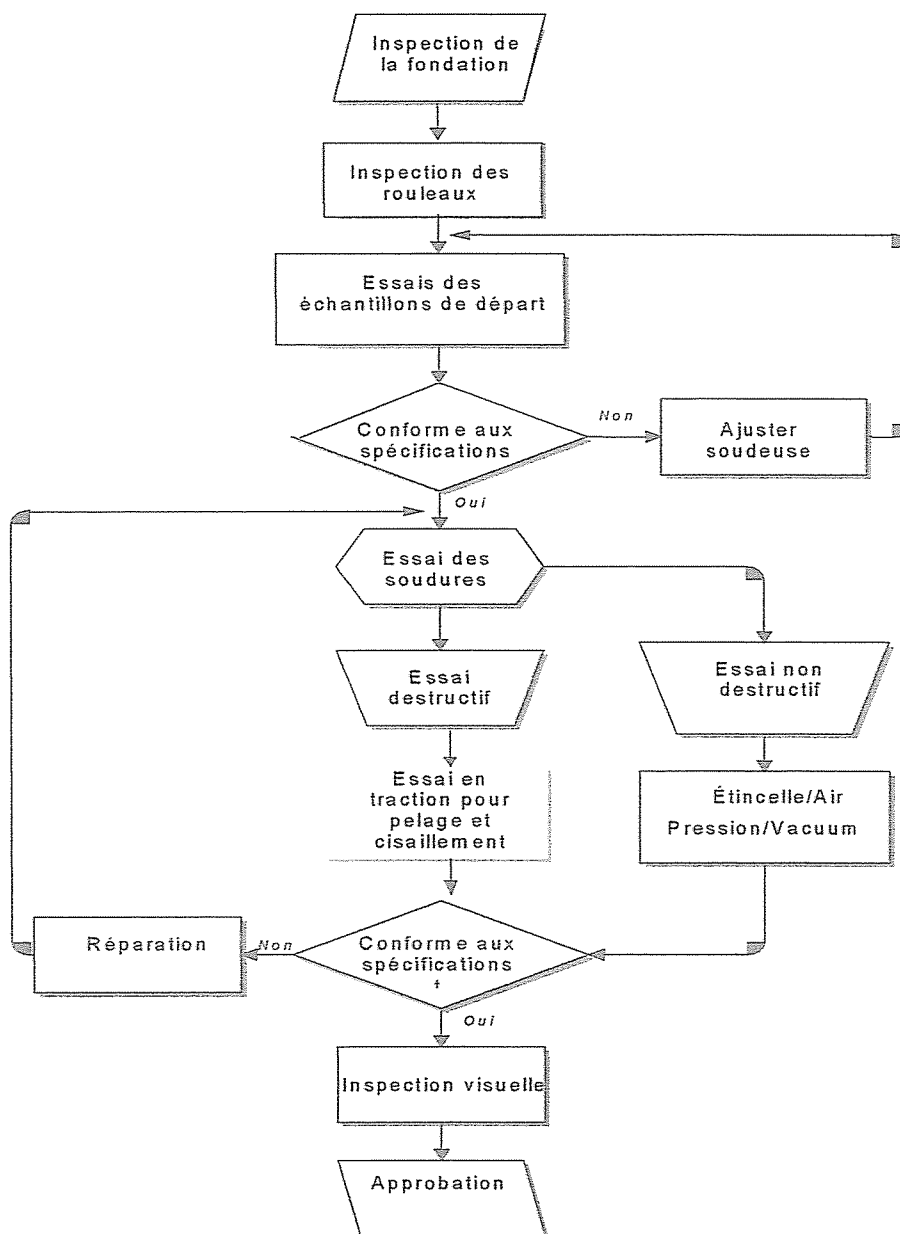 Inspection de
la fondation
Inspection des
rouleaux
Essais des
échantillons de départ
Conforme aux
spécifications
Non
Ajuster
soudeuse
Oui
Essai des
soudures
Essai
destructif
Essai non
destructif
Essai en
traction pour
pelage et
cisaillement
Étincelle/Air
Pression/Vacuum
Conforme aux
spécifications
†
Non
Réparation
Oui
Inspection visuelle
Approbation